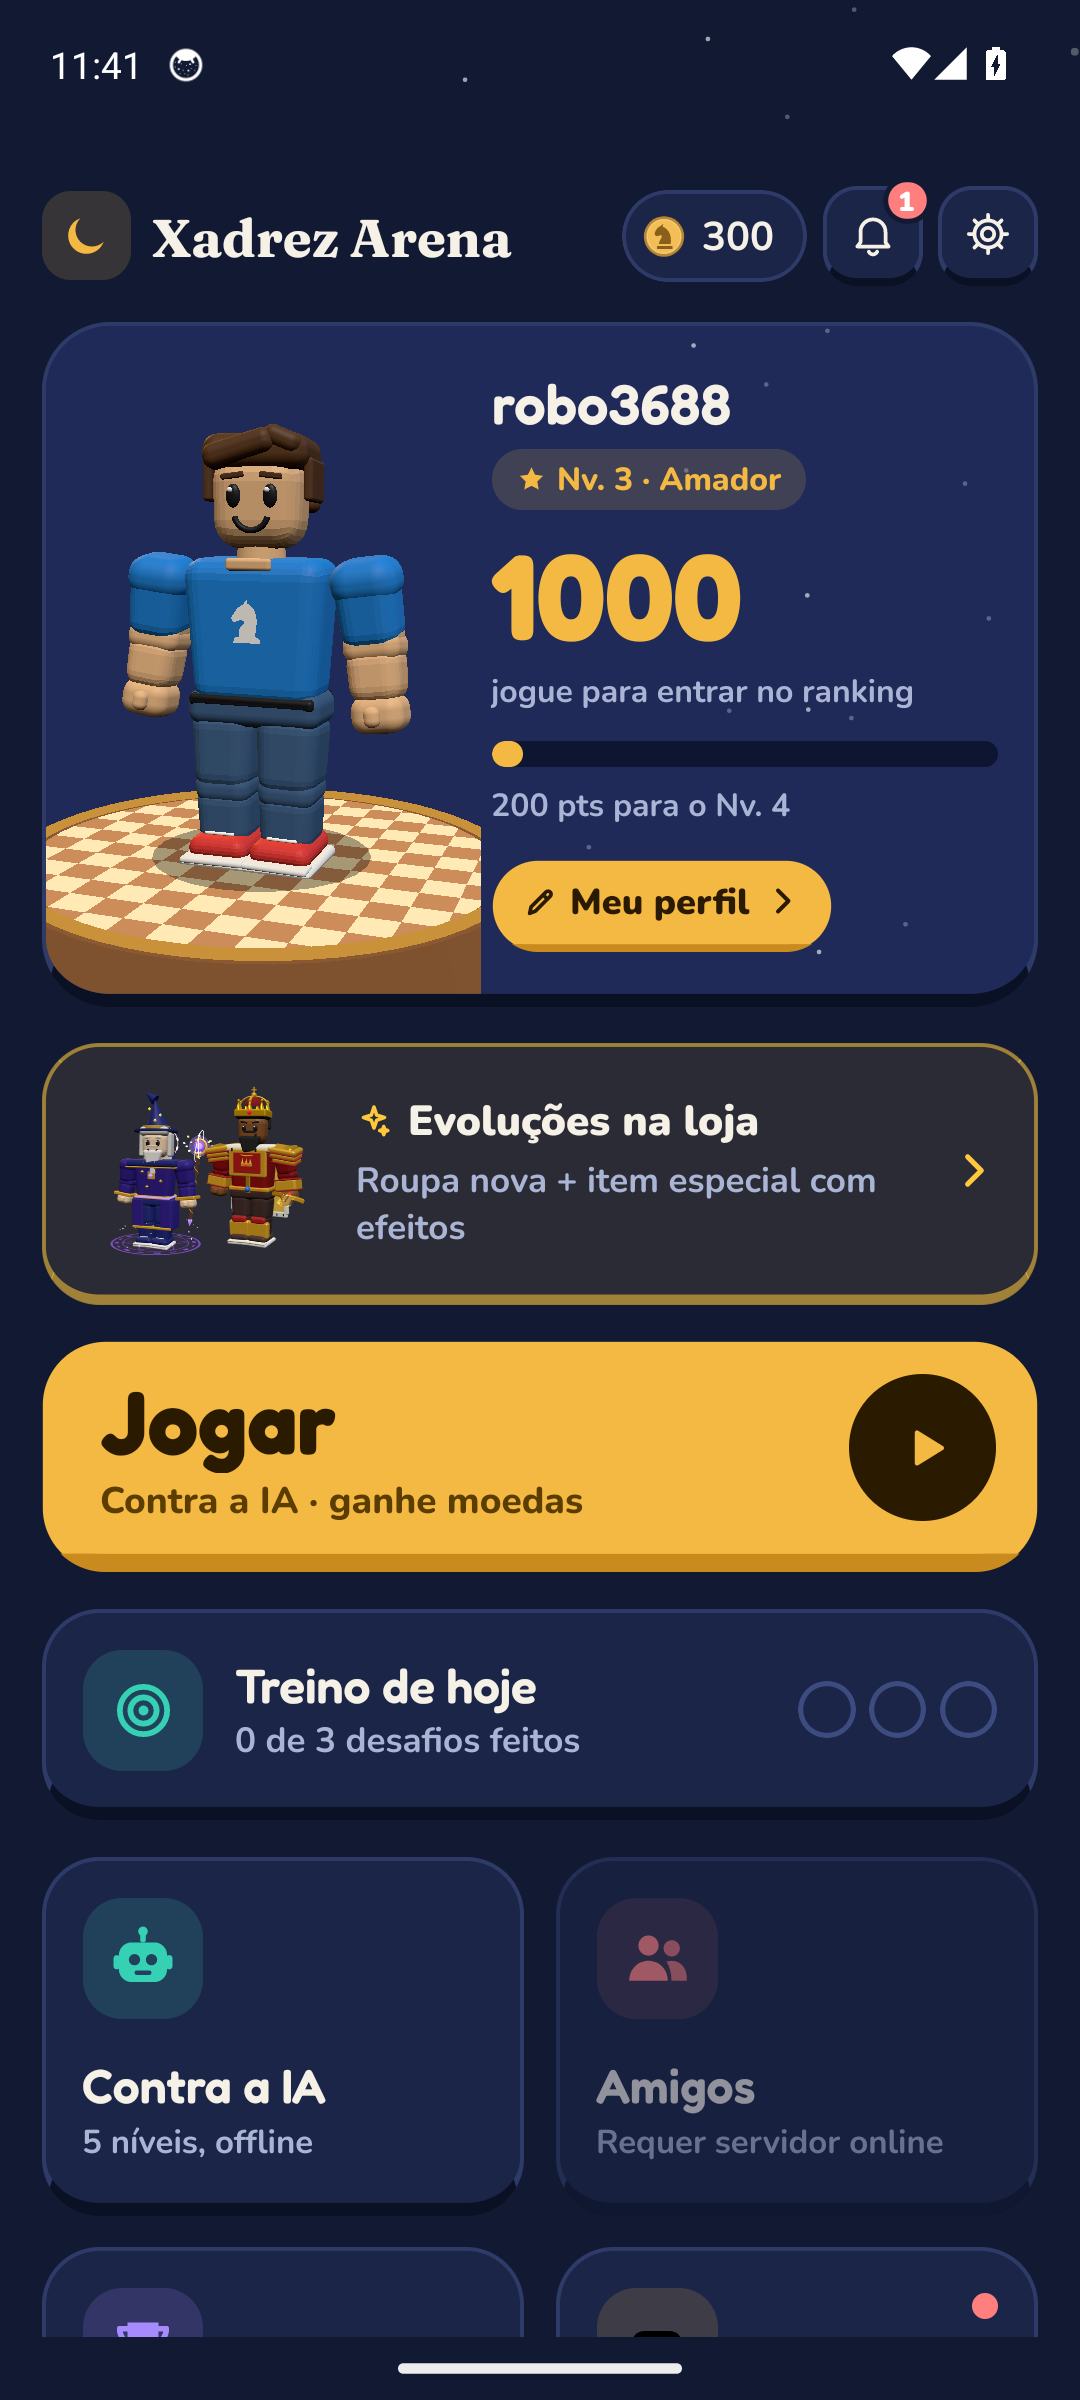 11:41
Xadrez Arena
300
1
robo3688
Nv. 3 · Amador
1000
jogue para entrar no ranking
200 pts para o Nv. 4
Meu perfil
Evoluções na loja
Roupa nova + item especial com
efeitos
Jogar
Contra a IA · ganhe moedas
Treino de hoje
0 de 3 desafios feitos
Contra a IA
5 níveis, offline
Amigos
Requer servidor online